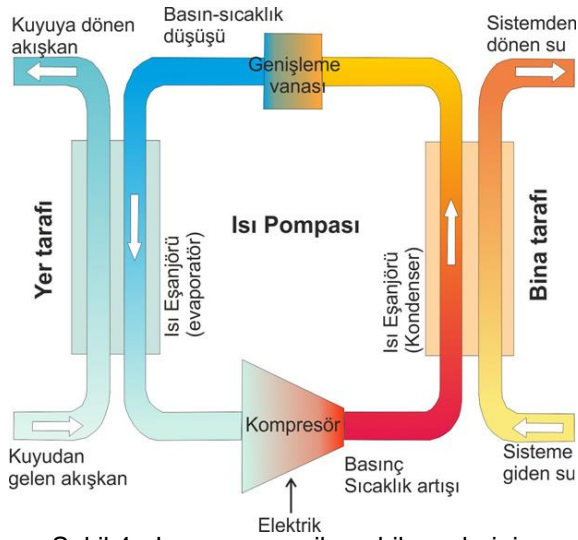 Kuyuya dönen
akışkan
Basın-sıcaklık
düşüşü
Genişleme
vanası
Sistemden
dönen su
Yer tarafı
Isı Eşanjörü
(evaporatör)
Isı Pompası
Isı Eşanjörü
(Kondenser)
Bina tarafı
Kuyudan
gelen akışkan
Kompresör
Basınç
Sıcaklık artışı
Sisteme
giden su
Elektrik